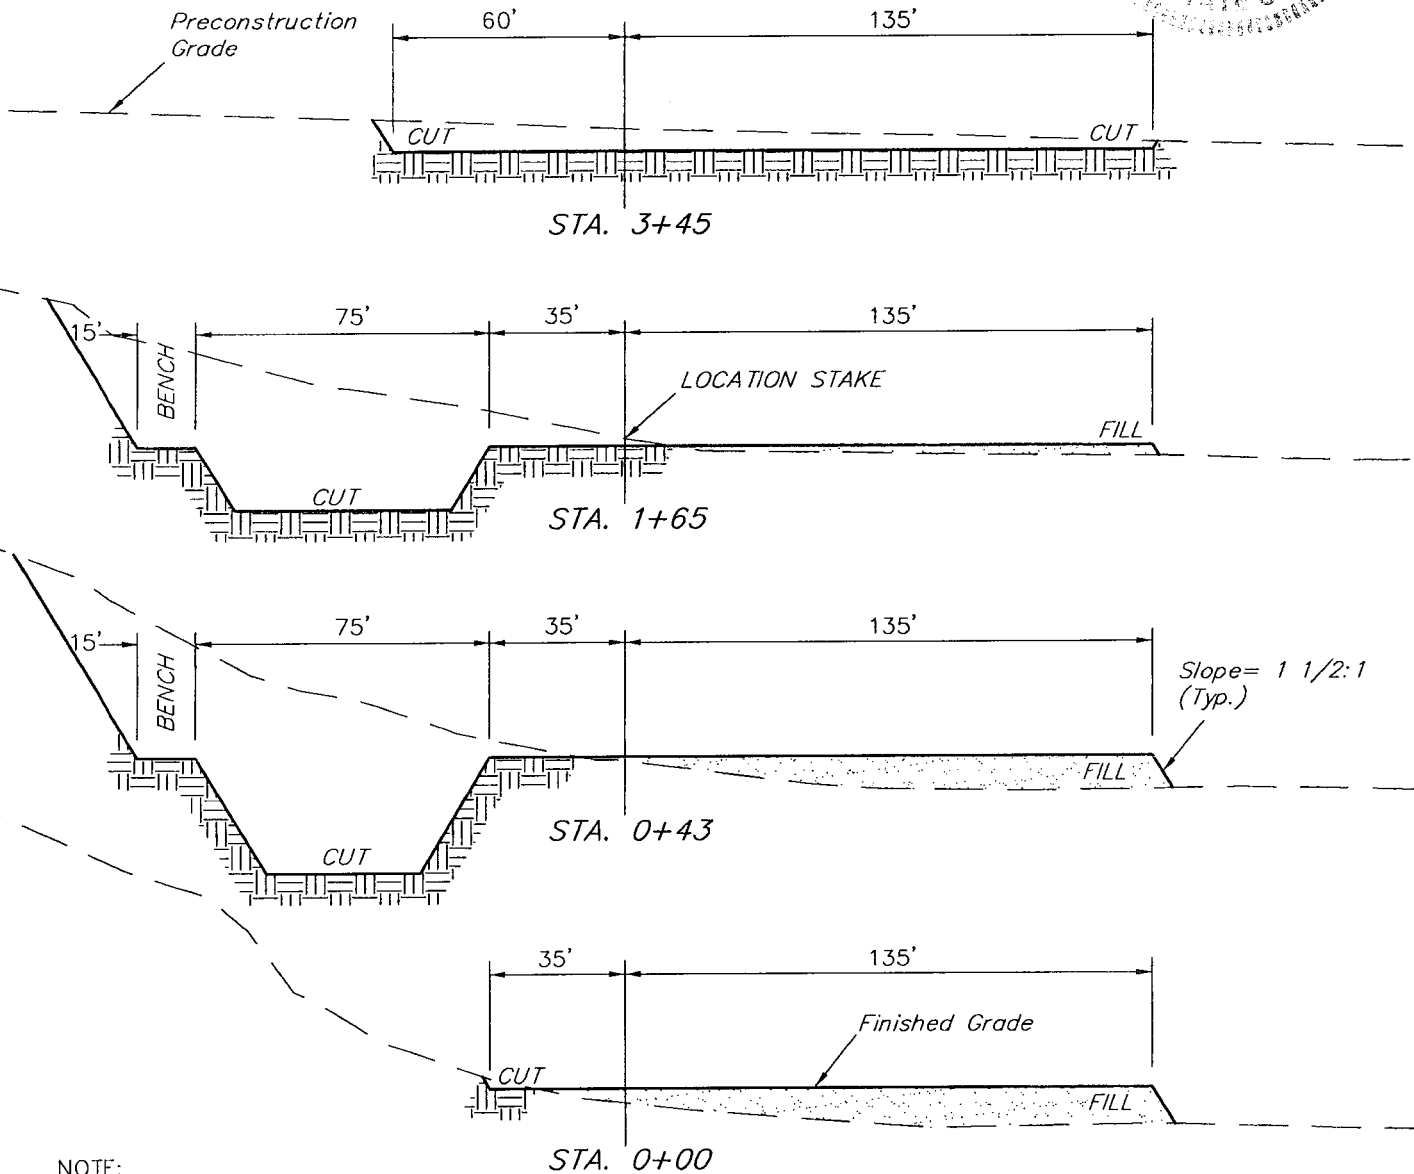 Preconstruction
Grade
60'
135'
CUT
CUT
STA. 3+45
15'
BENCH
75'
35'
135'
LOCATION STAKE
FILL
CUT
STA. 1+65
15'
BENCH
75'
35'
135'
Slope= 1 1/2:1
(Typ.)
FILL
CUT
STA. 0+43
35'
135'
Finished Grade
CUT
FILL
STA. 0+00
NOTE: